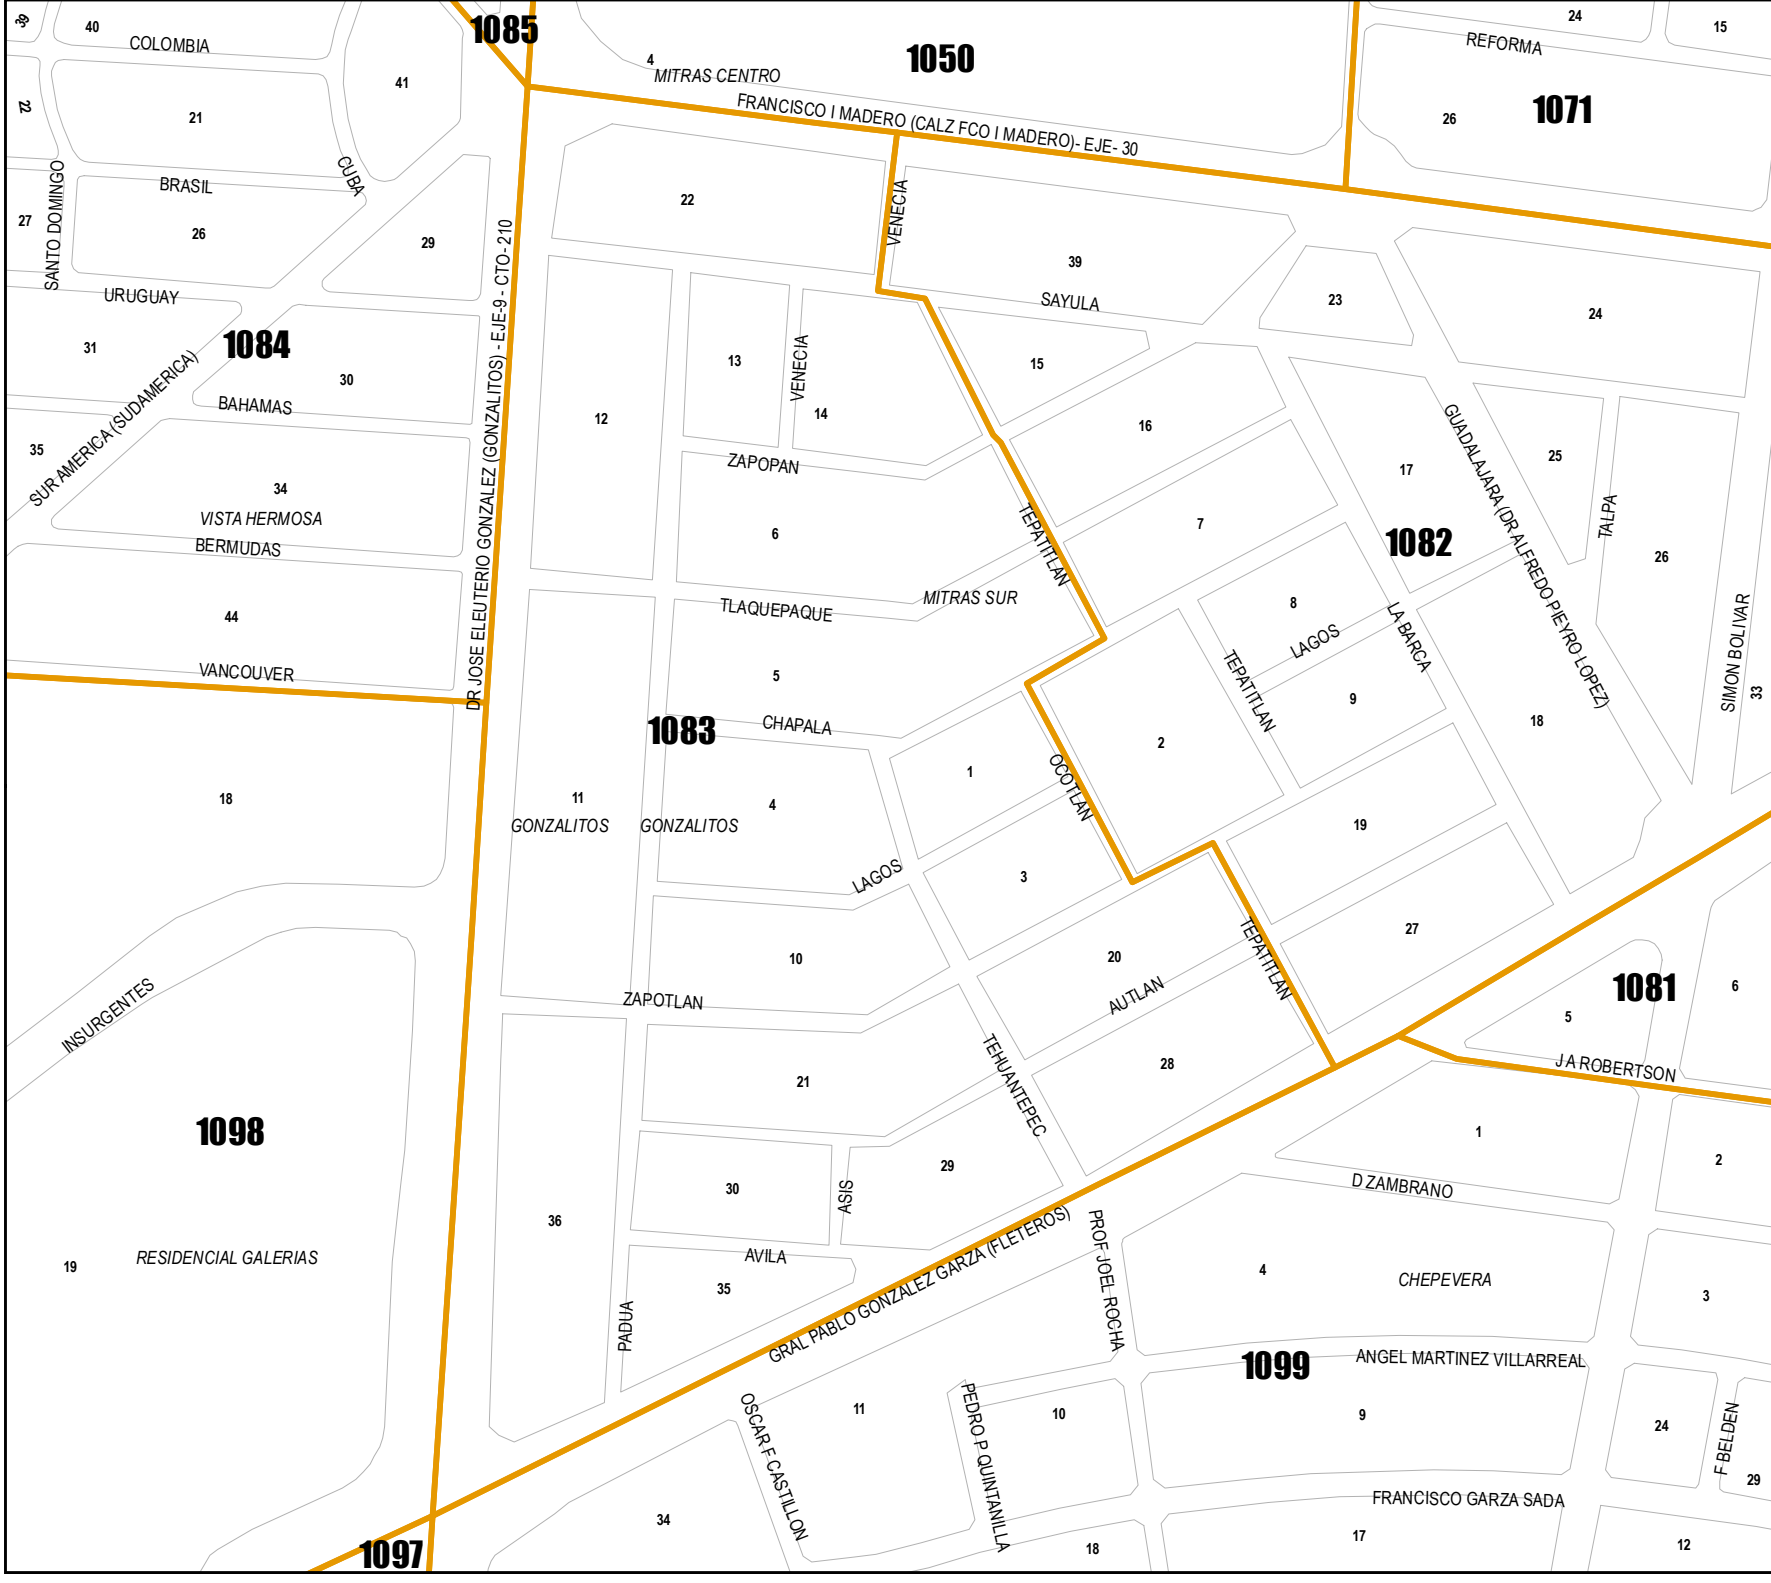 39
40
COLOMBIA
1085
4
MITRAS CENTRO
1050
24
15
REFORMA
41
22
21
FRANCISCO I MADERO (CALZ FCO I MADERO)- EJE- 30
26
1071
CUBA
BRASIL
SANTO DOMINGO
27
26
29
22
VENECIA
39
SAYULA
23
24
URUGUAY
31
1084
30
BAHAMAS
SUR AMERICA (SUDAMERICA)
35
34
VISTA HERMOSA
BERMUDAS
44
VANCOUVER
DR JOSE ELEUTERIO GONZALEZ (GONZALITOS) - EJE-9 - CTO- 210
12
13
VENECIA
14
15
16
ZAPOPAN
6
TEPATITLAN
7
17
GUADALAJARA (DR ALFREDO PIEYRO LOPEZ)
25
TALPA
26
1082
TLAQUEPAQUE
MITRAS SUR
8
LAGOS
LA BARCA
SIMON BOLIVAR
33
5
CHAPALA
1083
TEPATITLAN
9
18
2
18
11
GONZALITOS
GONZALITOS
4
1
OCOTLAN
19
LAGOS
3
27
10
20
TEPATITLAN
AUTLAN
ZAPOTLAN
INSURGENTES
1081
6
5
J A ROBERTSON
21
TEHUANTEPEC
28
1098
1
2
30
ASIS
29
D ZAMBRANO
36
AVILA
19
RESIDENCIAL GALERIAS
35
PADUA
GRAL PABLO GONZALEZ GARZA (FLETEROS)
PROF JOEL ROCHA
4
CHEPEVERA
3
1099
ANGEL MARTINEZ VILLARREAL
OSCAR F CASTILLON
11
PEDRO P QUINTANILLA
10
9
24
F BELDEN
29
FRANCISCO GARZA SADA
34
1097
18
17
12